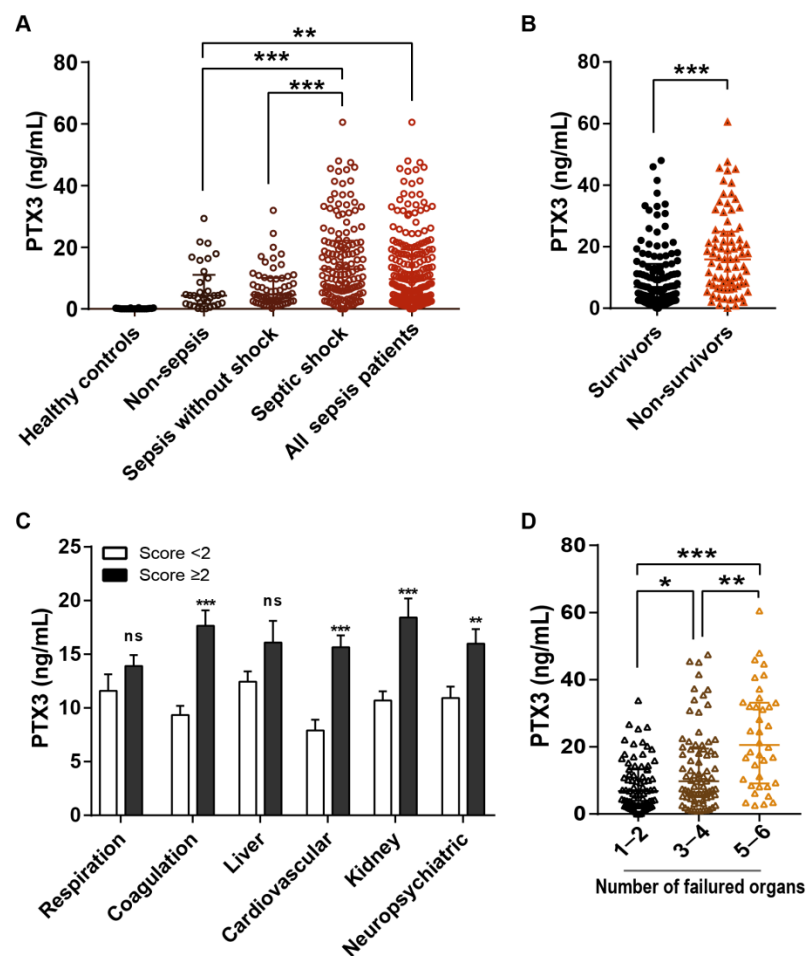 A
**
***
***
80
60
40
20
0
PTX3 (ng/mL)
Healthy controls
Non-sepsis
Sepsis without shock
Septic shock
All sepsis patients
B
***
80
60
40
20
0
PTX3 (ng/mL)
Survivors
Non-survivors
C
Score <2
Score ≥2
25
20
15
10
5
0
PTX3 (ng/mL)
ns
***
ns
***
***
**
Respiration
Coagulation
Liver
Cardiovascular
Kidney
Neuropsychiatric
D
***
*
**
80
60
40
20
0
PTX3 (ng/mL)
1–2
3–4
5–6
Number of failured organs